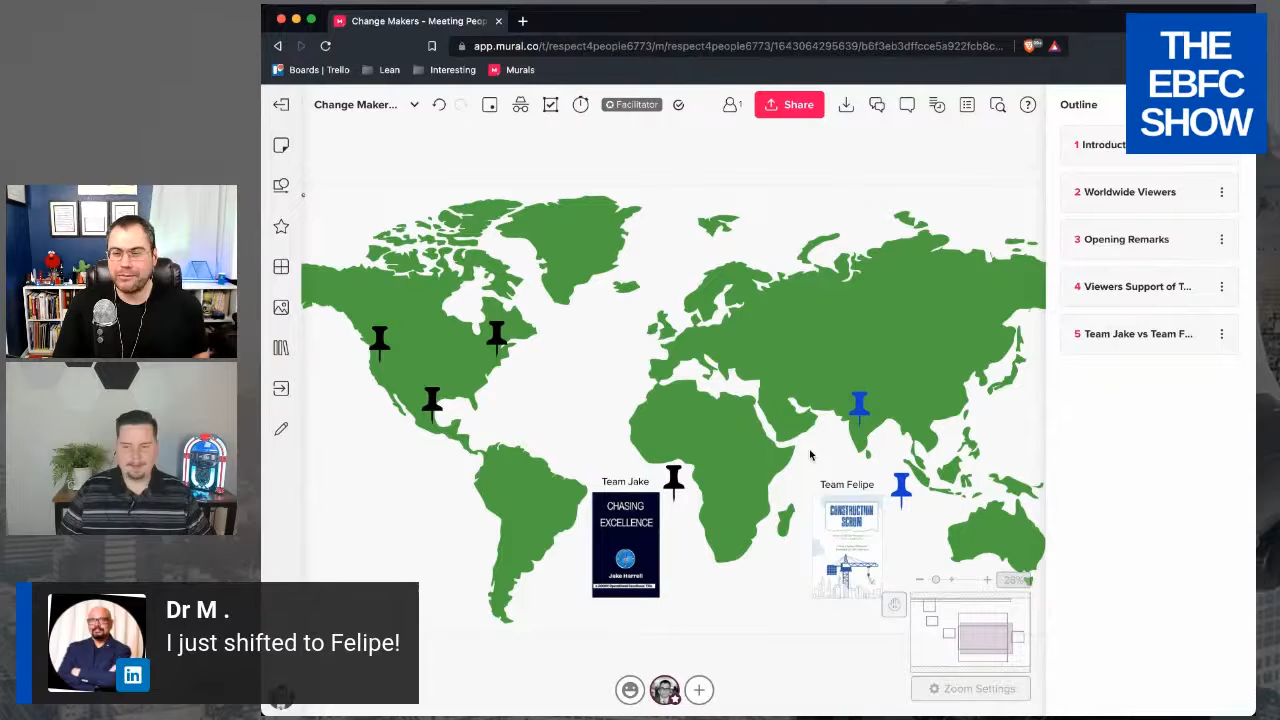 Change Makers - Meeting Peop
app.mural.co/t/respect4people6773/m/respect4people6773/1643064295639/b6f3eb3dffcce5a922fcb8c...
Boards | Trello
Lean
Interesting
Murals
Change Maker...
Facilitator
1
Share
Outline
THE
EBFC
SHOW
1 Introduct
2 Worldwide Viewers
3 Opening Remarks
4 Viewers Support of T...
5 Team Jake vs Team F...
Team Jake
CHASING
EXCELLENCE
Jake Harrell
Team Felipe
CONSTRUCTION
SCRUM
28%
Zoom Settings
Dr M .
I just shifted to Felipe!
in